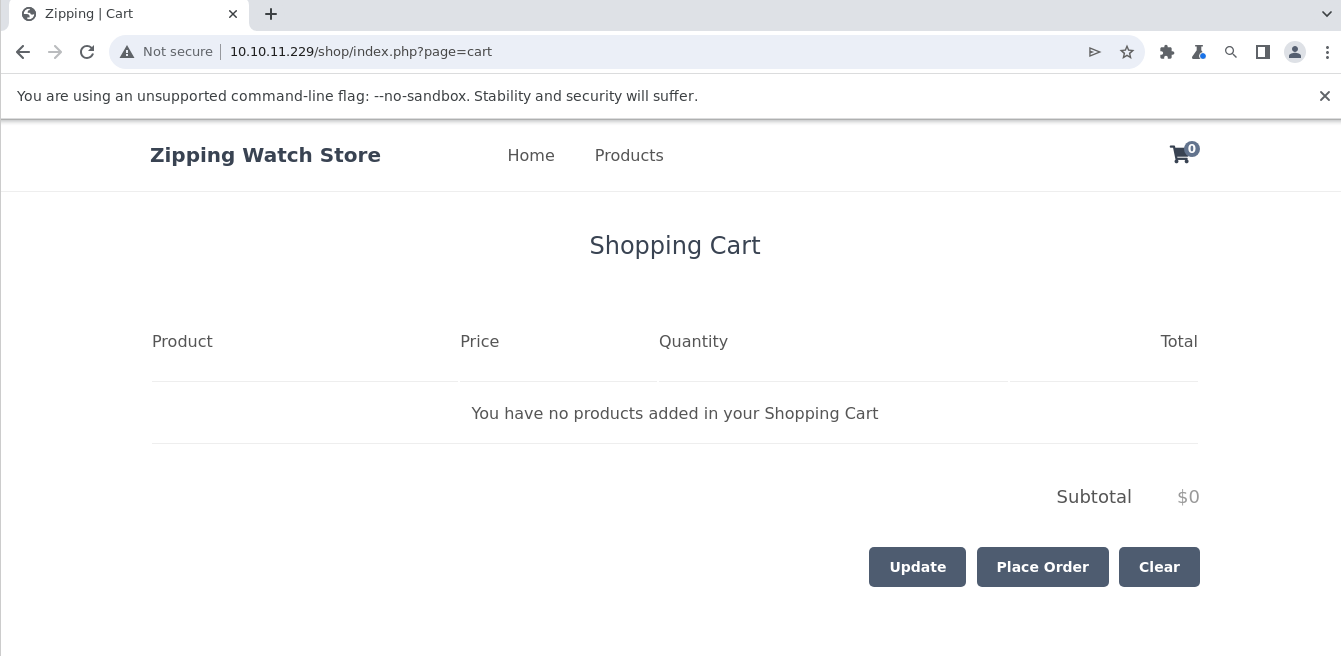 Zipping | Cart
Not secure 10.10.11.229/shop/index.php?page=cart
You are using an unsupported command-line flag: --no-sandbox. Stability and security will suffer.
Zipping Watch Store Home Products 0
Shopping Cart
Product Price Quantity Total
You have no products added in your Shopping Cart
Subtotal $0
Update Place Order Clear